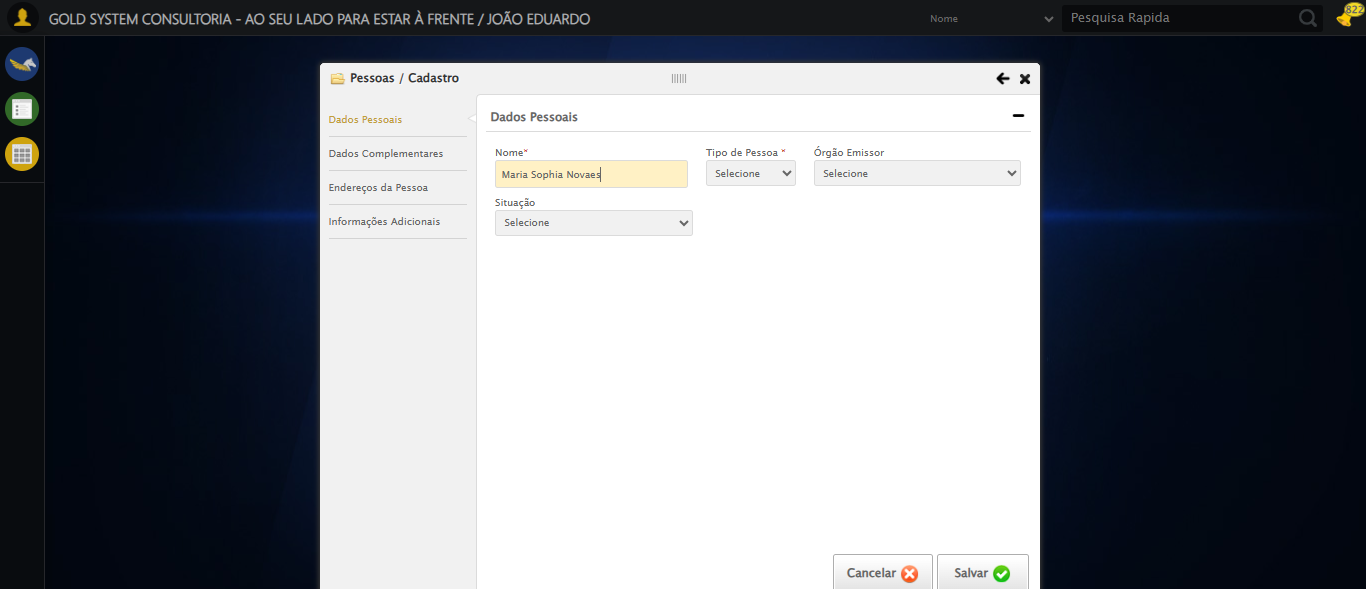 GOLD SYSTEM CONSULTORIA - AO SEU LADO PARA ESTAR À FRENTE / JOÃO EDUARDO
Nome
Pesquisa Rapida
822
Pessoas / Cadastro
Dados Pessoais
Dados Complementares
Endereços da Pessoa
Informações Adicionais
Dados Pessoais
Nome* Tipo de Pessoa * Órgão Emissor
Maria Sophia Novaes Selecione Selecione
Situação
Selecione
Cancelar Salvar